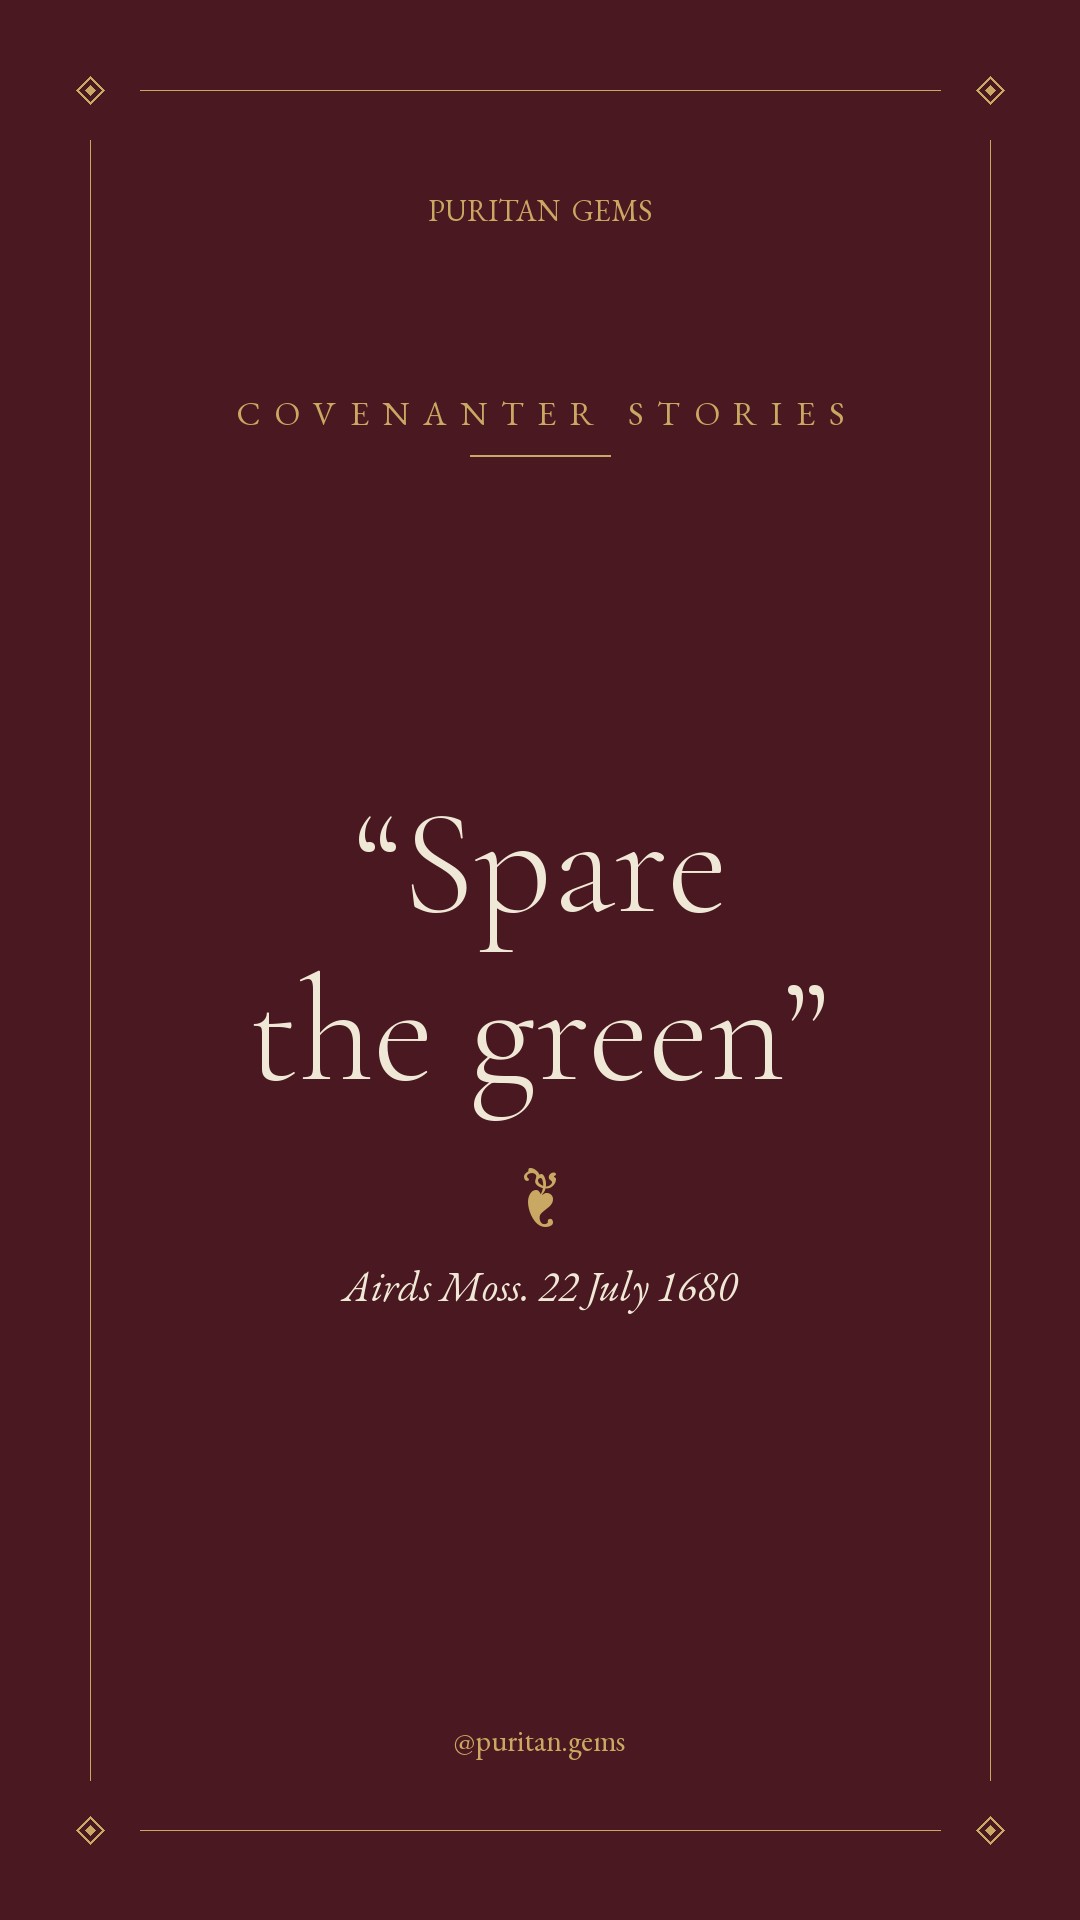 PURITAN GEMS
COVENANTER STORIES
“Spare
the green”
Airds Moss. 22 July 1680
@puritan.gems